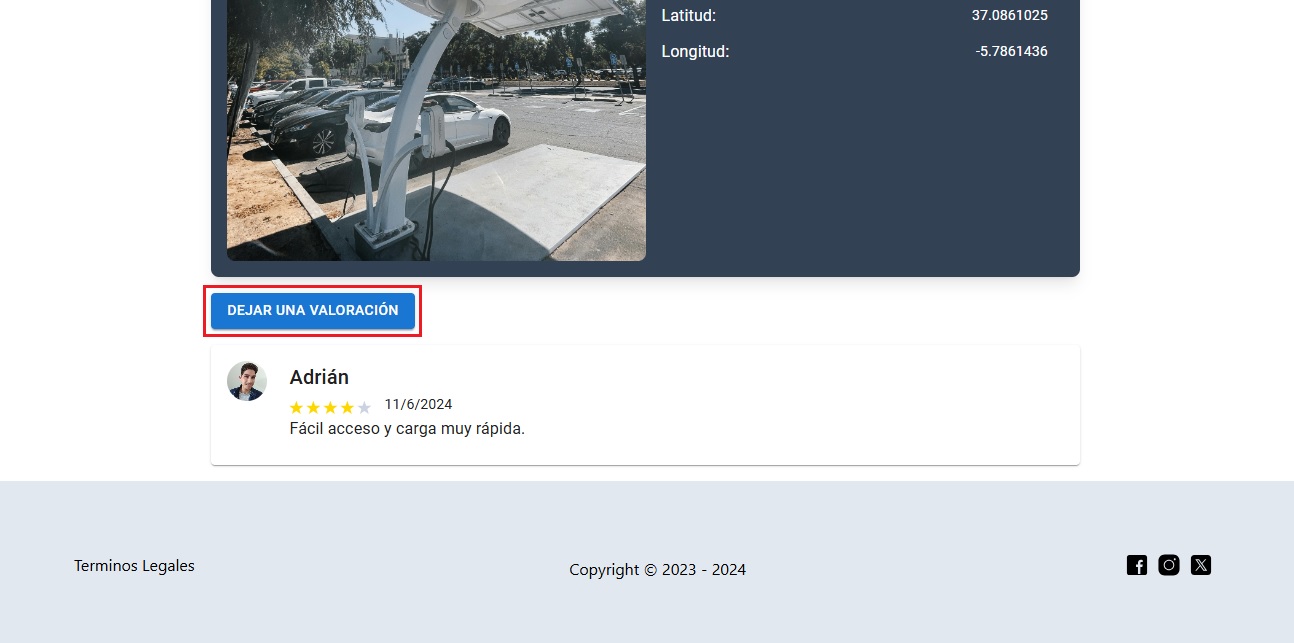 Latitud: 37.0861025
Longitud: -5.7861436
DEJAR UNA VALORACIÓN
Adrián
11/6/2024
Fácil acceso y carga muy rápida.
Terminos Legales
Copyright © 2023 - 2024